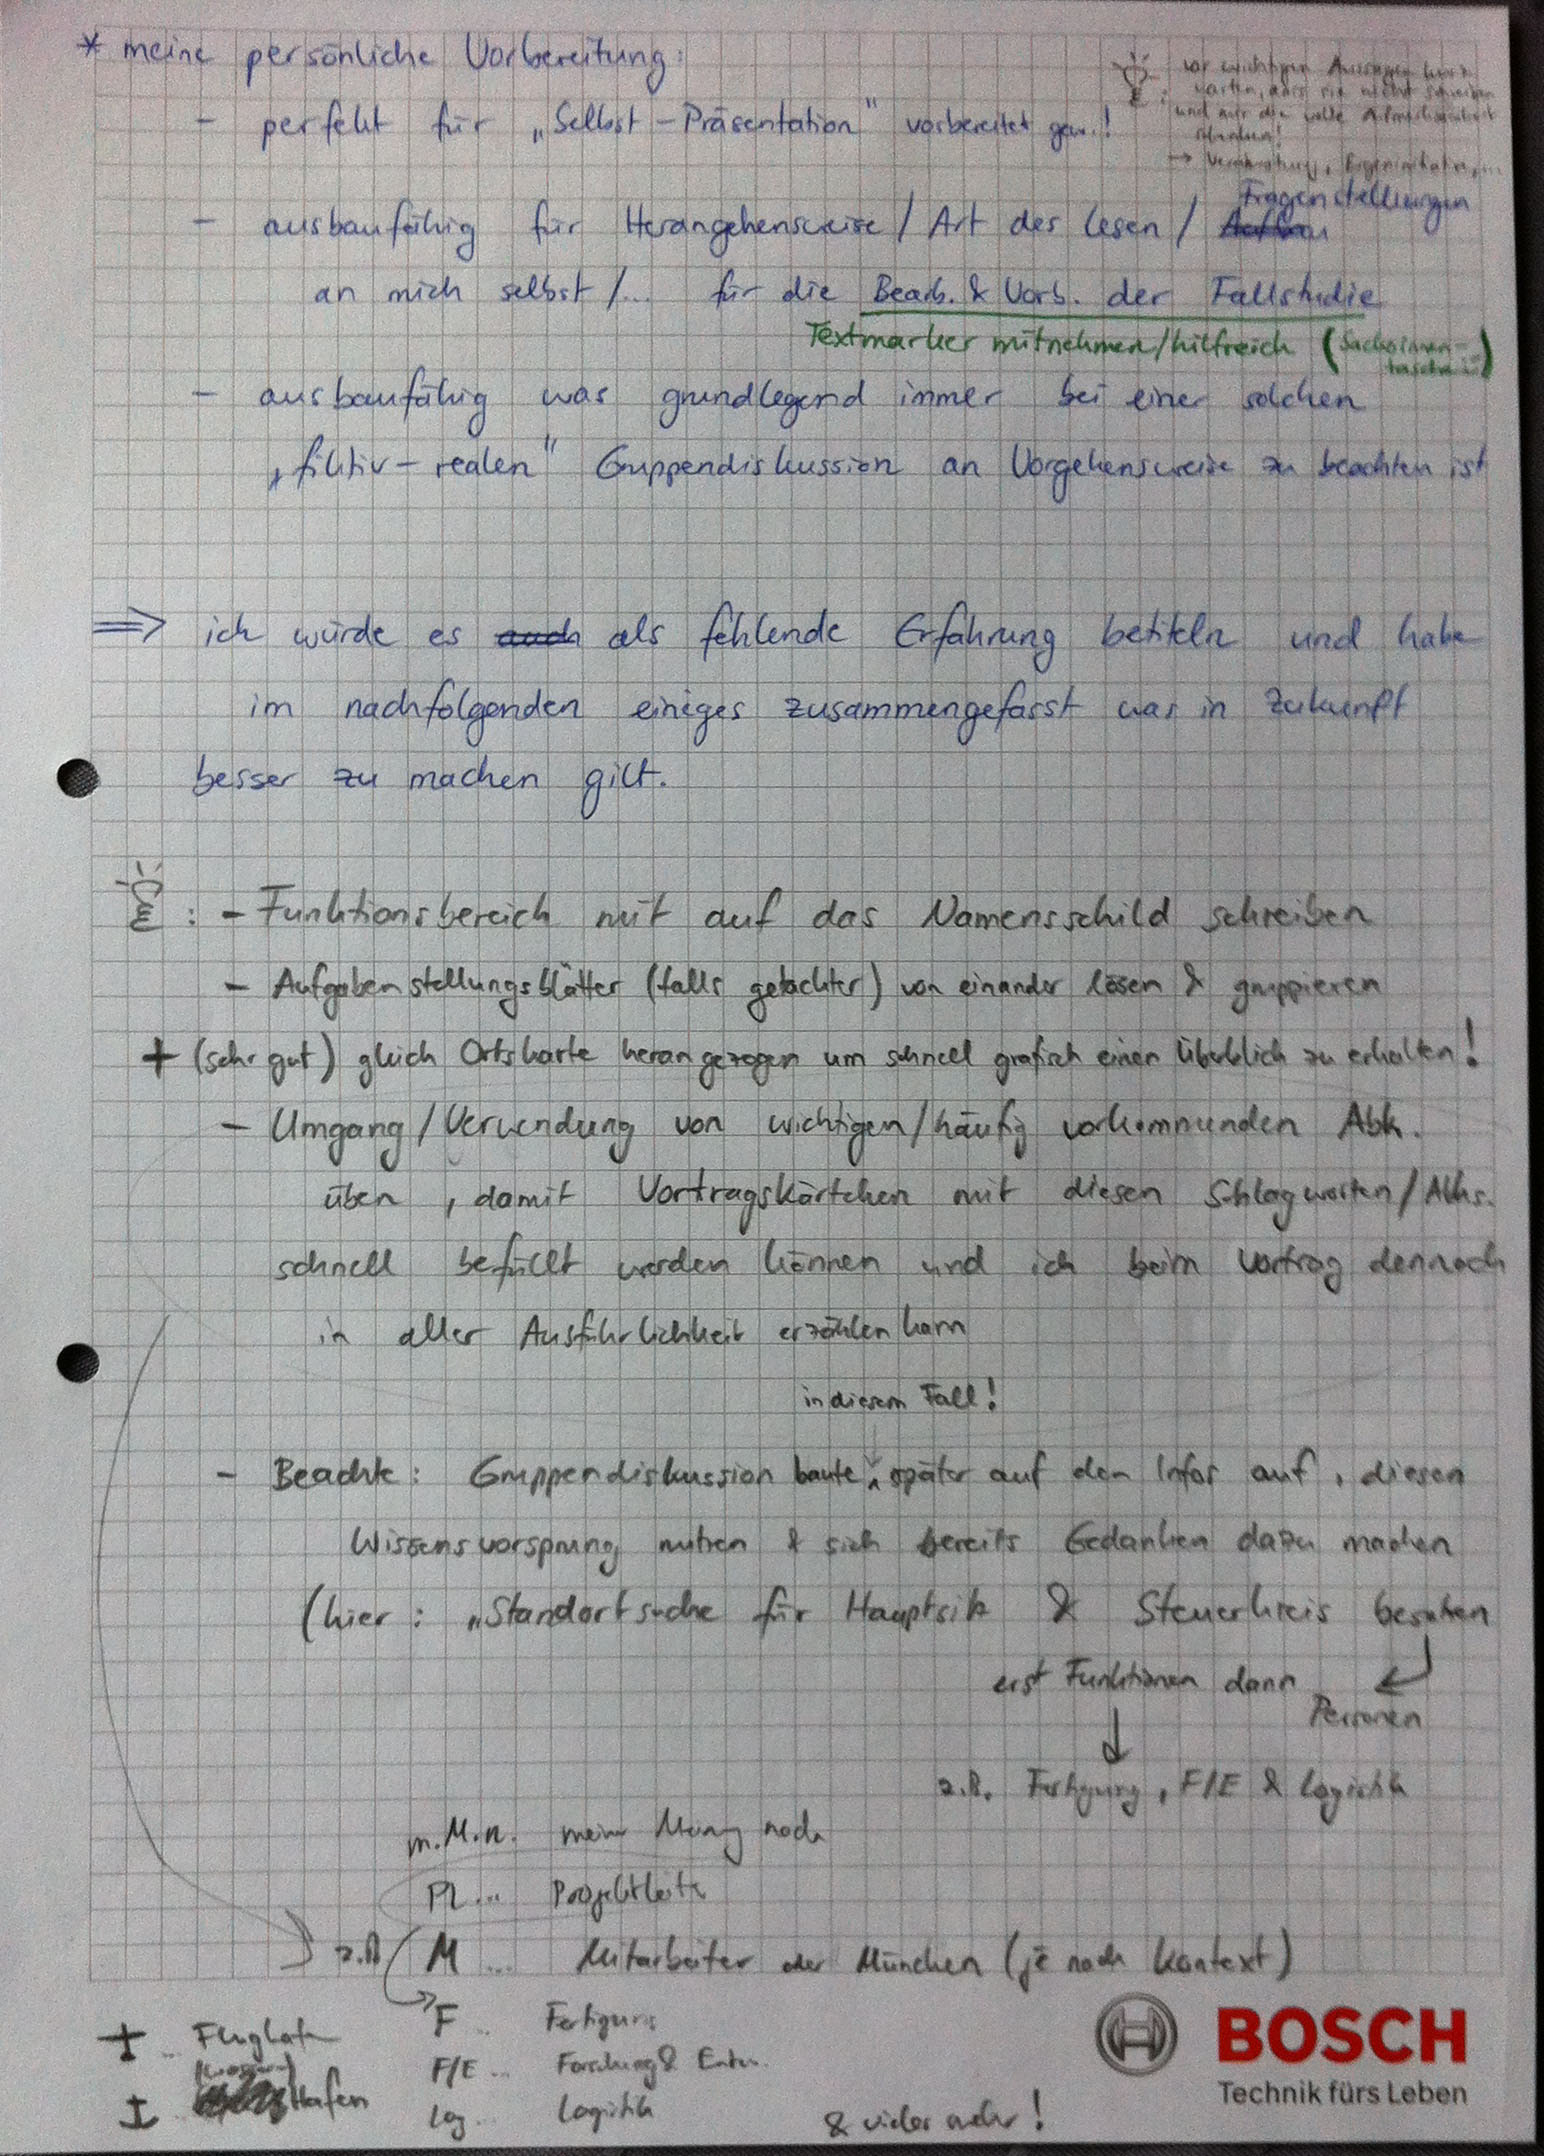 * meine persönliche Vorbereitung:
- perfekt für „Selbst-Präsentation" vorbereitet gew.!
vor wichtigen Aussagen kurz
warten, dass sie nicht schreiben
und mir die volle Aufmerksamkeit
schenken!
→ Verantwortung, Eigeninitiative, ...
Fragenstellungen
- ausbaufähig für Herangehensweise / Art des Lesen / Aufbau
an mich selbst /... für die Bearb. & Vorb. der Fallstudie
Textmarker mitnehmen/hilfreich (
- ausbaufähig was grundlegend immer bei einer solchen
„fiktiv-realen" Gruppendiskussion an Vorgehensweise zu beachten ist
⇒ ich würde es auch als fehlende Erfahrung betiteln und habe
im nachfolgenden einiges zusammengefasst was in Zukunft
besser zu machen gilt.
: - Funktionsbereich mit auf das Namensschild schreiben
- Aufgabenstellungsblätter (falls getackter) von einander lösen & gruppieren
+ (sehr gut) gleich Ortskarte herangezogen um schnell grafisch einen Überblick zu erhalten!
- Umgang / Verwendung von wichtigen/häufig vorkommenden Abk.
üben , damit Vortragskärtchen mit diesen Schlagworten / Abks.
schnell befüllt werden können und ich beim Vortrag dennoch
in aller Ausführlichkeit erzählen kann
in diesem Fall!
- Beachte: Gruppendiskussion baute später auf den Infos auf, diesen
Wissensvorsprung nutzen & sich bereits Gedanken dazu machen
(hier: „Standortsuche für Hauptsitz & Steuerkreis besetzen
erst Funktionen dann
Personen
z.B. Fertigung, F/E & Logistik
m.M.n. meiner Meinung nach
PL... Projektleiter
z.B. M... Mitarbeiter oder München (je nach Kontext)
F.. Fertigung
.. Flughafen
F/E ... Forschung & Entw.
Hafen
Log... Logistik
& vieles mehr!
BOSCH
Technik fürs Leben